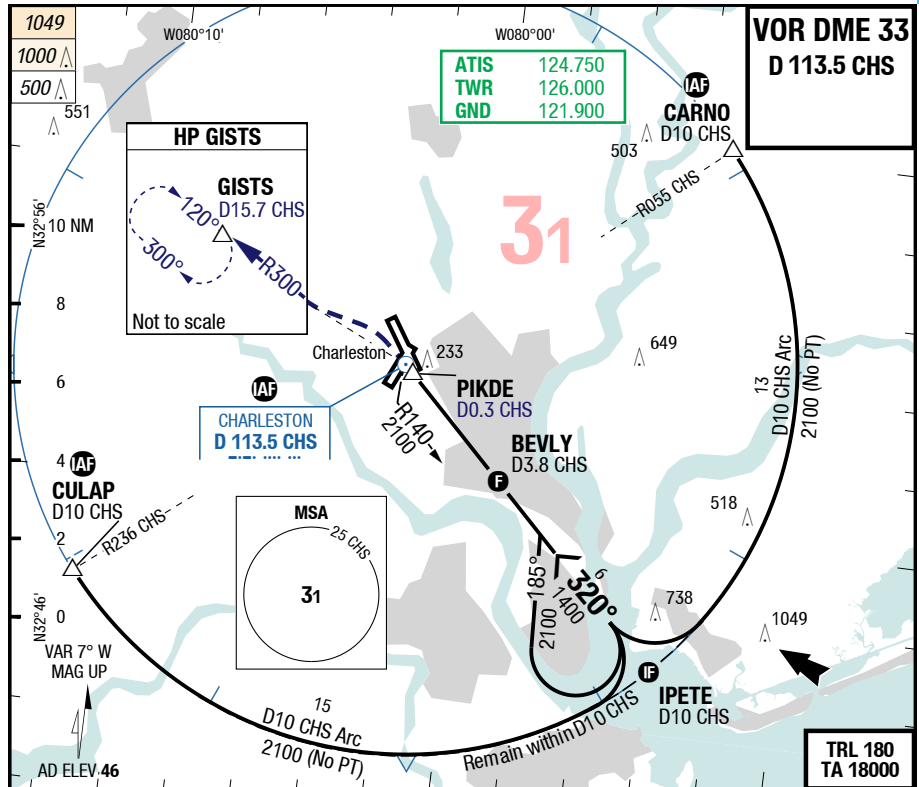 1049
1000
500
551
W080°10'
W080°00'
ATIS 124.750
TWR 126.000
GND 121.900
VOR DME 33
D 113.5 CHS
IAF
CARNO
D10 CHS
503
R055 CHS
HP GISTS
GISTS
D15.7 CHS
120°
300°
R300
Not to scale
N32°56'
10 NM
8
6
4
2
0
N32°46'
31
Charleston
233
649
PIKDE
D0.3 CHS
IAF
CHARLESTON
D 113.5 CHS
R140
2100
BEVLY
D3.8 CHS
F
13
D10 CHS Arc
2100 (No PT)
IAF
CULAP
D10 CHS
R236 CHS
MSA
25 CHS
31
518
185°
2100
6
320°
1400
738
1049
VAR 7° W
MAG UP
AD ELEV 46
15
D10 CHS Arc
2100 (No PT)
Remain within D10 CHS
IF
IPETE
D10 CHS
TRL 180
TA 18000